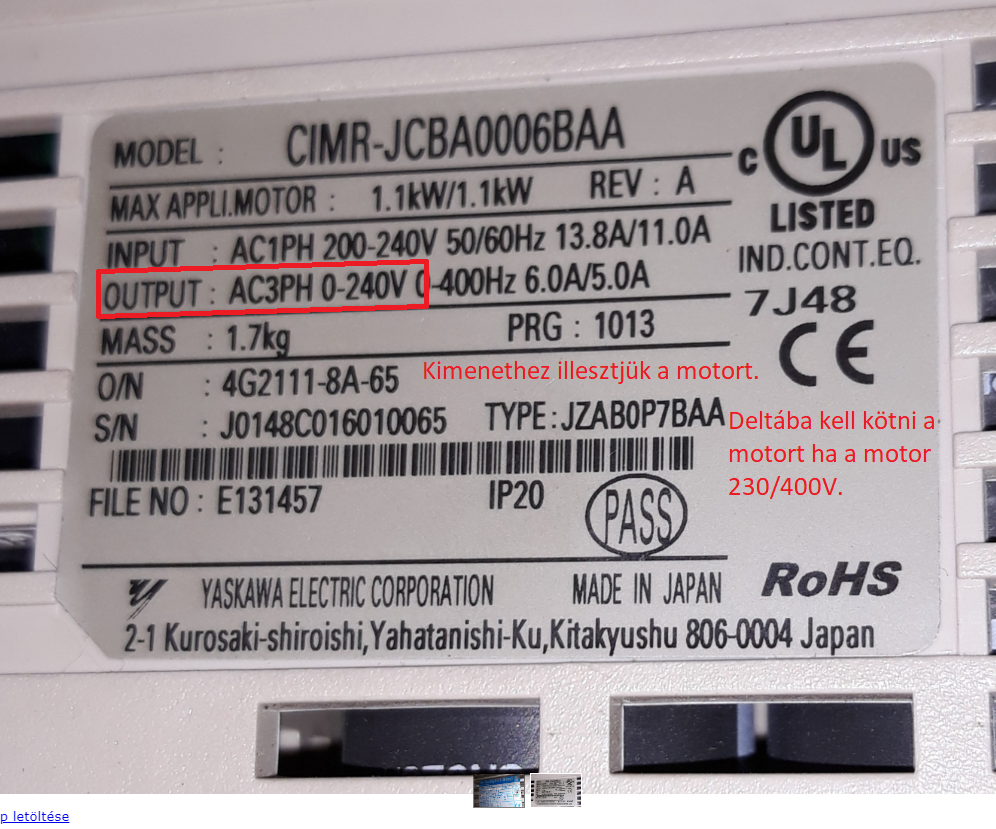 MODEL : CIMR-JCBA0006BAA
MAX APPLI.MOTOR : 1.1kW/1.1kW REV : A
INPUT : AC1PH 200-240V 50/60Hz 13.8A/11.0A
OUTPUT : AC3PH 0-240V 0-400Hz 6.0A/5.0A
MASS : 1.7kg PRG : 1013
O/N : 4G2111-8A-65
S/N : J0148C016010065 TYPE : JZAB0P7BAA
FILE NO : E131457 IP20
PASS
C UL US
LISTED
IND.CONT.EQ.
7J48
CE
Kimenethez illesztjük a motort.
Deltába kell kötni a
motort ha a motor
230/400V.
YASKAWA ELECTRIC CORPORATION MADE IN JAPAN
RoHS
2-1 Kurosaki-shiroishi,Yahatanishi-Ku,Kitakyushu 806-0004 Japan
p letöltése